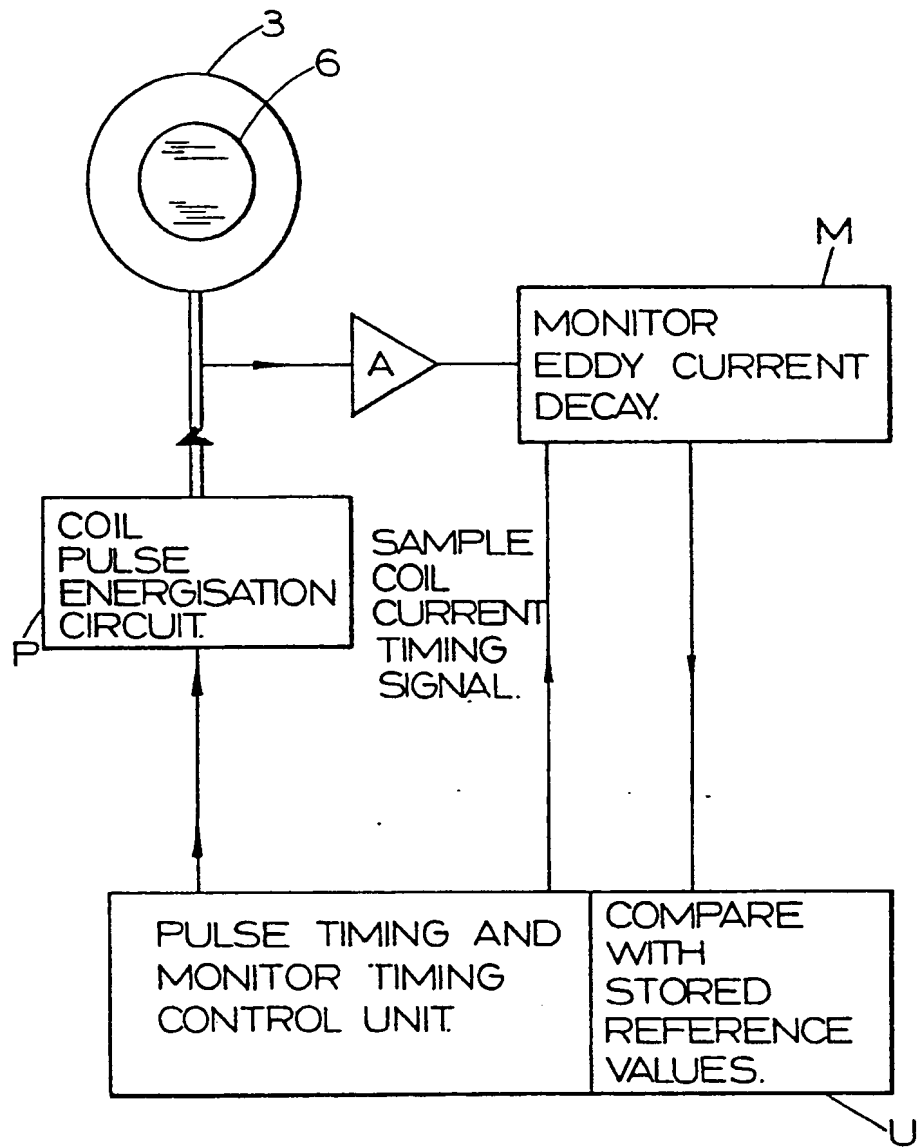 3
6
M
A
MONITOR
EDDY CURRENT
DECAY.
COIL
PULSE
ENERGISATION
CIRCUIT.
P
SAMPLE
COIL
CURRENT
TIMING
SIGNAL.
PULSE TIMING AND
MONITOR TIMING
CONTROL UNIT.
COMPARE
WITH
STORED
REFERENCE
VALUES.
U